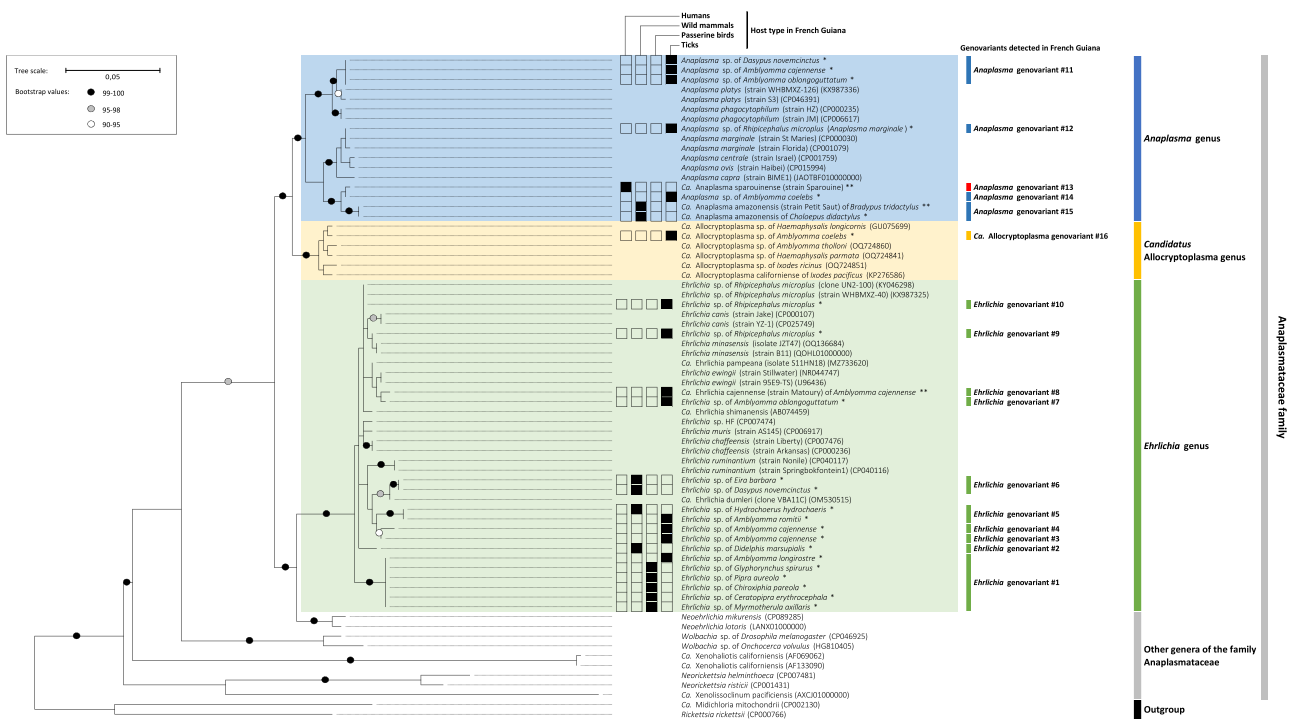 Humans
Wild mammals
Passerine birds
Ticks
Host type in French Guiana
Genovariants detected in French Guiana
Tree scale:
0,05
Bootstrap values:
99-100
95-98
90-95
Anaplasma sp. of Dasypus novemcinctus *
Anaplasma sp. of Amblyomma cajennense *
Anaplasma sp. of Amblyomma oblongoguttatum *
Anaplasma platys (strain WHBMXZ-126) (KX987336)
Anaplasma platys (strain S3) (CP046391)
Anaplasma phagocytophilum (strain HZ) (CP000235)
Anaplasma phagocytophilum (strain JM) (CP006617)
Anaplasma sp. of Rhipicephalus microplus (Anaplasma marginale) *
Anaplasma marginale (strain St Maries) (CP000030)
Anaplasma marginale (strain Florida) (CP001079)
Anaplasma centrale (strain Israel) (CP001759)
Anaplasma ovis (strain Haibei) (CP015994)
Anaplasma capra (strain BIME1) (JAOTBF010000000)
Ca. Anaplasma sparouinense (strain Sparouine) **
Anaplasma sp. of Amblyomma coelebs *
Ca. Anaplasma amazonensis (strain Petit Saut) of Bradypus tridactylus **
Ca. Anaplasma amazonensis of Choloepus didactylus *
Ca. Allocryptoplasma sp. of Haemaphysalis longicornis (GU075699)
Ca. Allocryptoplasma sp. of Amblyomma coelebs *
Ca. Allocryptoplasma sp. of Amblyomma tholloni (OQ724860)
Ca. Allocryptoplasma sp. of Haemaphysalis parmata (OQ724841)
Ca. Allocryptoplasma sp. of Ixodes ricinus (OQ724851)
Ca. Allocryptoplasma californiense of Ixodes pacificus (KP276586)
Ehrlichia sp. of Rhipicephalus microplus (clone UN2-100) (KY046298)
Ehrlichia sp. of Rhipicephalus microplus (strain WHBMXZ-40) (KX987325)
Ehrlichia sp. of Rhipicephalus microplus *
Ehrlichia canis (strain Jake) (CP000107)
Ehrlichia canis (strain YZ-1) (CP025749)
Ehrlichia sp. of Rhipicephalus microplus *
Ehrlichia minasensis (isolate JZT47) (OQ136684)
Ehrlichia minasensis (strain B11) (QOHL01000000)
Ca. Ehrlichia pampeana (isolate S11HN18) (MZ733620)
Ehrlichia ewingii (strain Stillwater) (NR044747)
Ehrlichia ewingii (strain 95E9-TS) (U96436)
Ca. Ehrlichia cajennense (strain Matoury) of Amblyomma cajennense **
Ehrlichia sp. of Amblyomma oblongoguttatum *
Ca. Ehrlichia shimanensis (AB074459)
Ehrlichia sp. HF (CP007474)
Ehrlichia muris (strain AS145) (CP006917)
Ehrlichia chaffeensis (strain Liberty) (CP007476)
Ehrlichia chaffeensis (strain Arkansas) (CP000236)
Ehrlichia ruminantium (strain Nonile) (CP040117)
Ehrlichia ruminantium (strain Springbokfontein1) (CP040116)
Ehrlichia sp. of Eira barbara *
Ehrlichia sp. of Dasypus novemcinctus *
Ca. Ehrlichia dumleri (clone VBA11C) (OM530515)
Ehrlichia sp. of Hydrochoerus hydrochaeris *
Ehrlichia sp. of Amblyomma romitii *
Ehrlichia sp. of Amblyomma cajennense *
Ehrlichia sp. of Amblyomma cajennense *
Ehrlichia sp. of Didelphis marsupialis *
Ehrlichia sp. of Amblyomma longirostre *
Ehrlichia sp. of Glyphorynchus spirurus *
Ehrlichia sp. of Pipra aureola *
Ehrlichia sp. of Chiroxiphia pareola *
Ehrlichia sp. of Ceratopipra erythrocephala *
Ehrlichia sp. of Myrmotherula axillaris *
Neoehrlichia mikurensis (CP089285)
Neoehrlichia lotoris (LANX01000000)
Wolbachia sp. of Drosophila melanogaster (CP046925)
Wolbachia sp. of Onchocerca volvulus (HG810405)
Ca. Xenohaliotis californiensis (AF069062)
Ca. Xenohaliotis californiensis (AF133090)
Neorickettsia helminthoeca (CP007481)
Neorickettsia risticii (CP001431)
Ca. Xenolissoclinum pacificiensis (AXCJ01000000)
Ca. Midichloria mitochondrii (CP002130)
Rickettsia rickettsii (CP000766)
Anaplasma genovariant #11
Anaplasma genovariant #12
Anaplasma genovariant #13
Anaplasma genovariant #14
Anaplasma genovariant #15
Ca. Allocryptoplasma genovariant #16
Ehrlichia genovariant #10
Ehrlichia genovariant #9
Ehrlichia genovariant #8
Ehrlichia genovariant #7
Ehrlichia genovariant #6
Ehrlichia genovariant #5
Ehrlichia genovariant #4
Ehrlichia genovariant #3
Ehrlichia genovariant #2
Ehrlichia genovariant #1
Anaplasma genus
Candidatus
Allocryptoplasma genus
Ehrlichia genus
Other genera of the family
Anaplasmataceae
Outgroup
Anaplasmataceae family